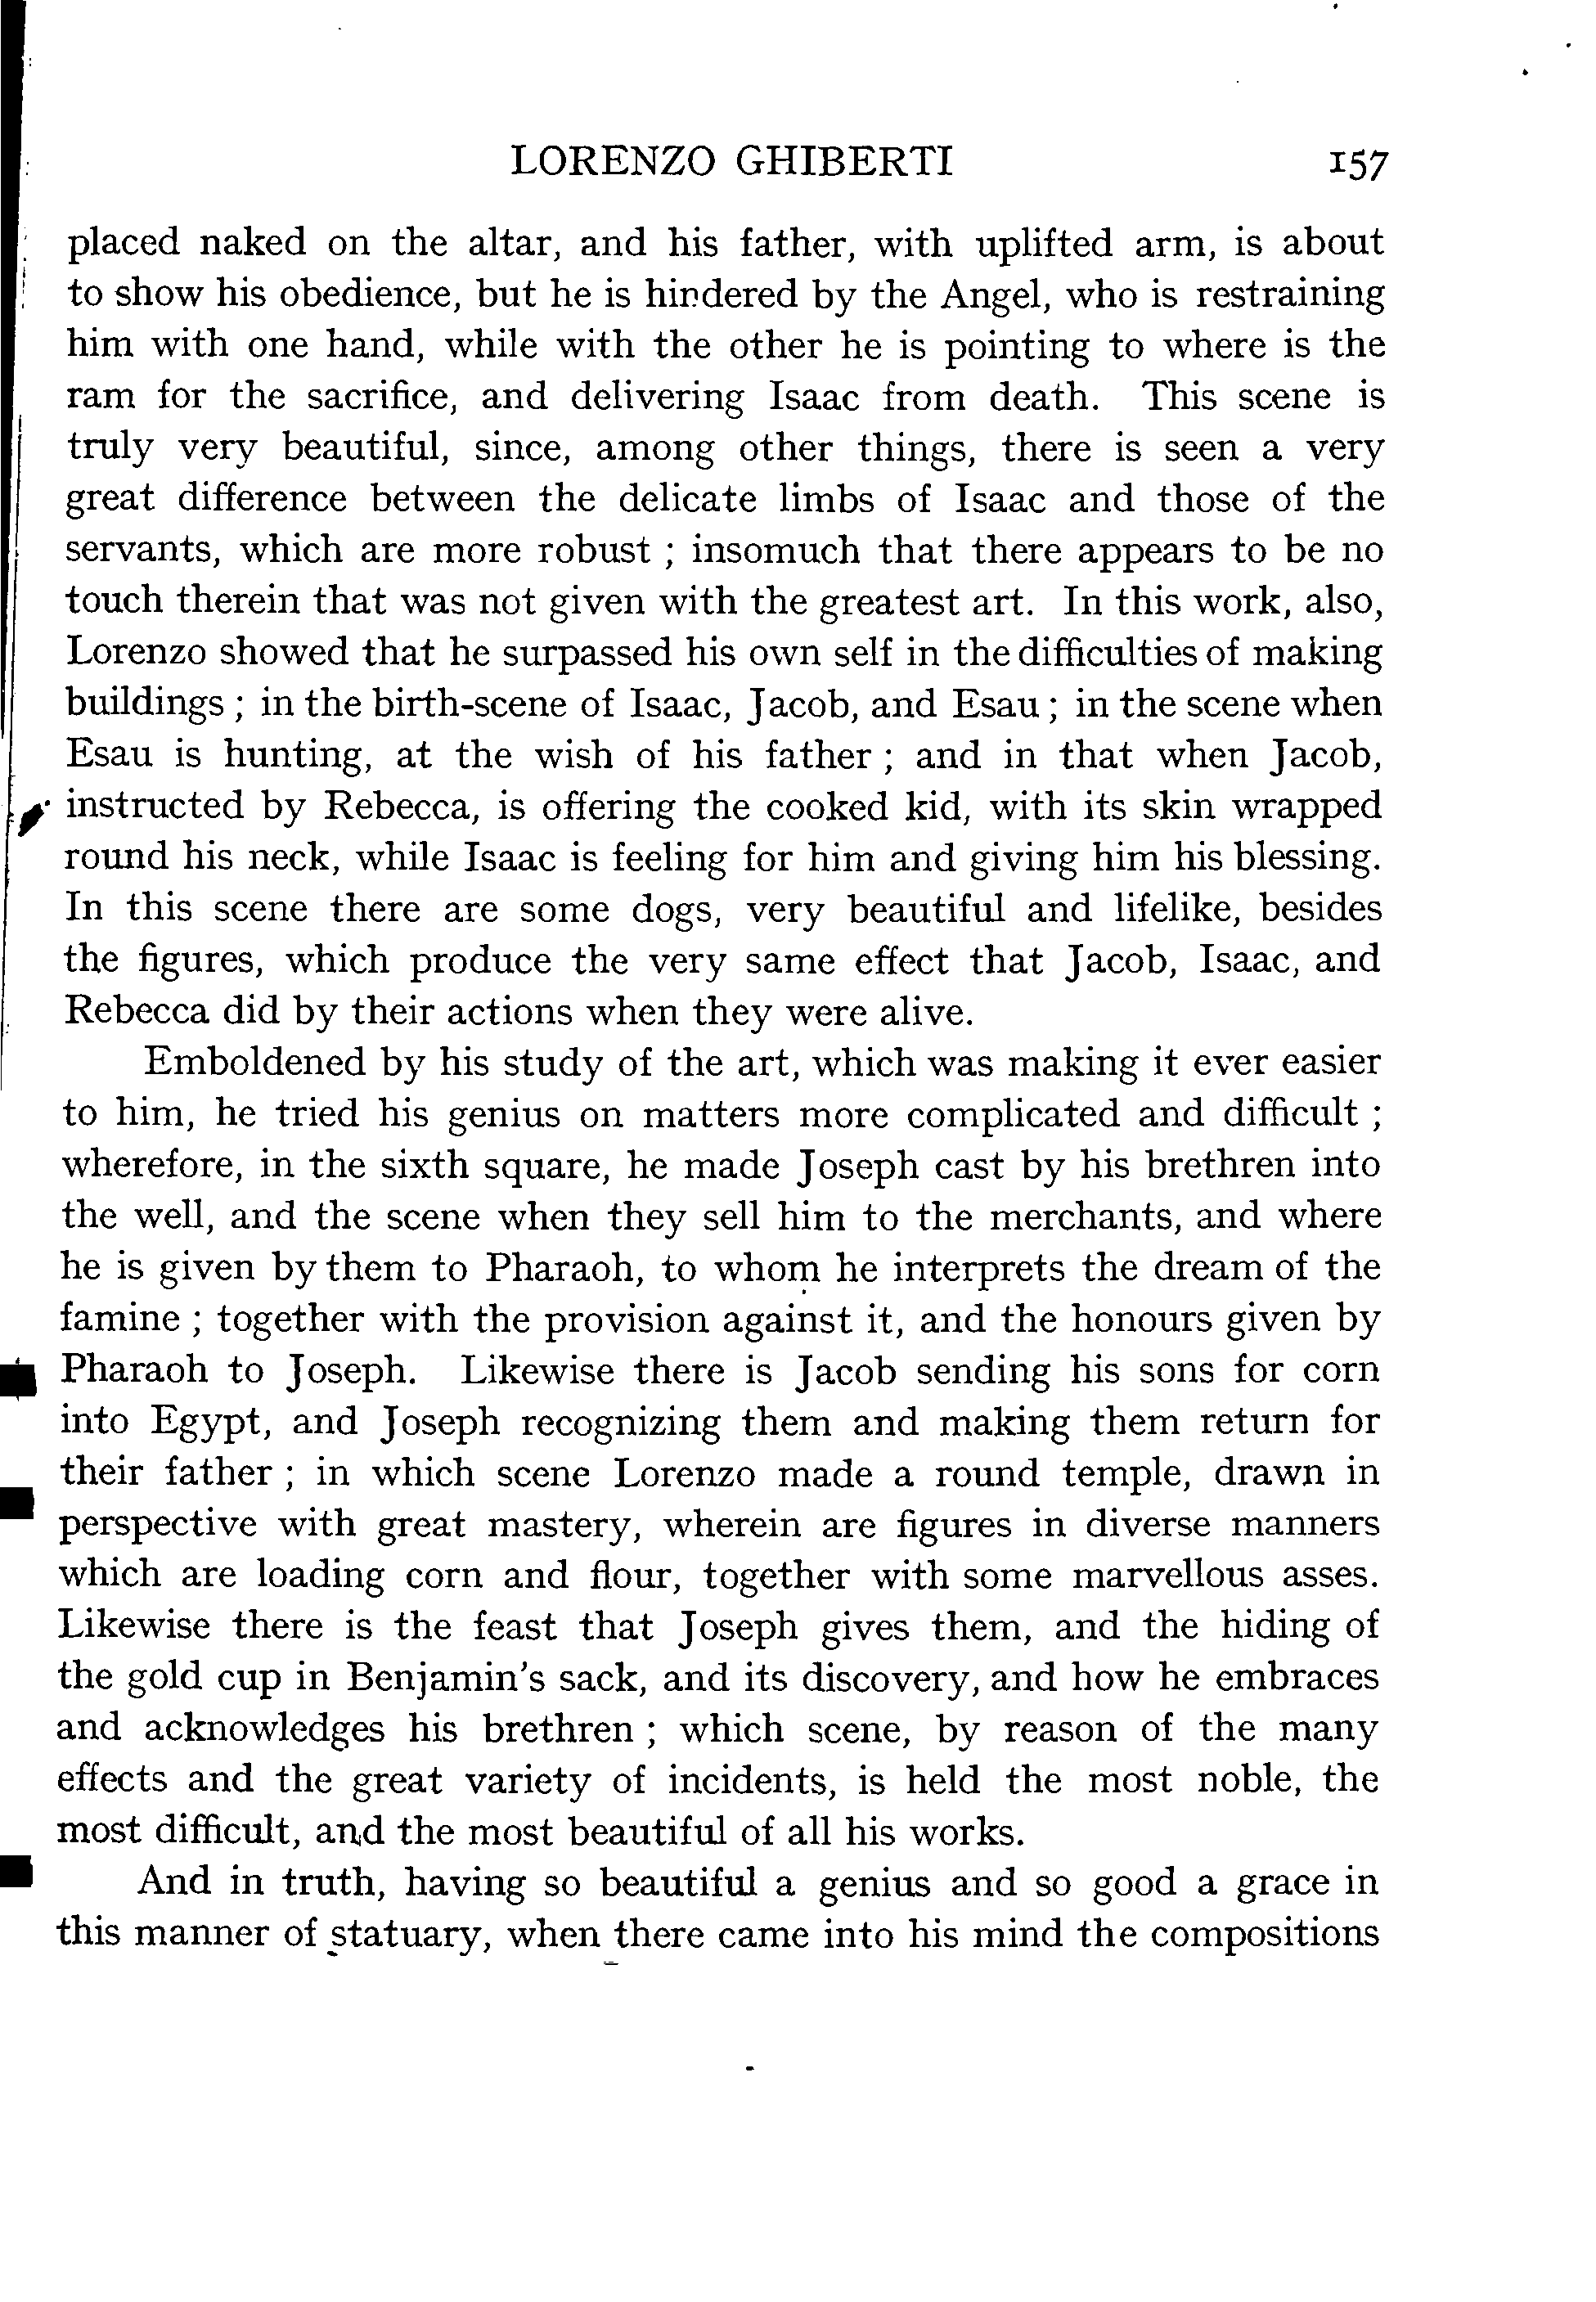 LORENZO GHIBERTI 157
placed naked on the altar, and his father, with uplifted arm, is about
to show his obedience, but he is hindered by the Angel, who is restraining
him with one hand, while with the other he is pointing to where is the
ram for the sacrifice, and delivering Isaac from death. This scene is
truly very beautiful, since, among other things, there is seen a very
great difference between the delicate limbs of Isaac and those of the
servants, which are more robust ; insomuch that there appears to be no
touch therein that was not given with the greatest art. In this work, also,
Lorenzo showed that he surpassed his own self in the difficulties of making
buildings ; in the birth-scene of Isaac, Jacob, and Esau ; in the scene when
Esau is hunting, at the wish of his father ; and in that when Jacob,
instructed by Rebecca, is offering the cooked kid, with its skin wrapped
round his neck, while Isaac is feeling for him and giving him his blessing.
In this scene there are some dogs, very beautiful and lifelike, besides
the figures, which produce the very same effect that Jacob, Isaac, and
Rebecca did by their actions when they were alive.
Emboldened by his study of the art, which was making it ever easier
to him, he tried his genius on matters more complicated and difficult ;
wherefore, in the sixth square, he made Joseph cast by his brethren into
the well, and the scene when they sell him to the merchants, and where
he is given by them to Pharaoh, to whom he interprets the dream of the
famine ; together with the provision against it, and the honours given by
Pharaoh to Joseph. Likewise there is Jacob sending his sons for corn
into Egypt, and Joseph recognizing them and making them return for
their father ; in which scene Lorenzo made a round temple, drawn in
perspective with great mastery, wherein are figures in diverse manners
which are loading corn and flour, together with some marvellous asses.
Likewise there is the feast that Joseph gives them, and the hiding of
the gold cup in Benjamin's sack, and its discovery, and how he embraces
and acknowledges his brethren ; which scene, by reason of the many
effects and the great variety of incidents, is held the most noble, the
most difficult, and the most beautiful of all his works.
And in truth, having so beautiful a genius and so good a grace in
this manner of statuary, when there came into his mind the compositions